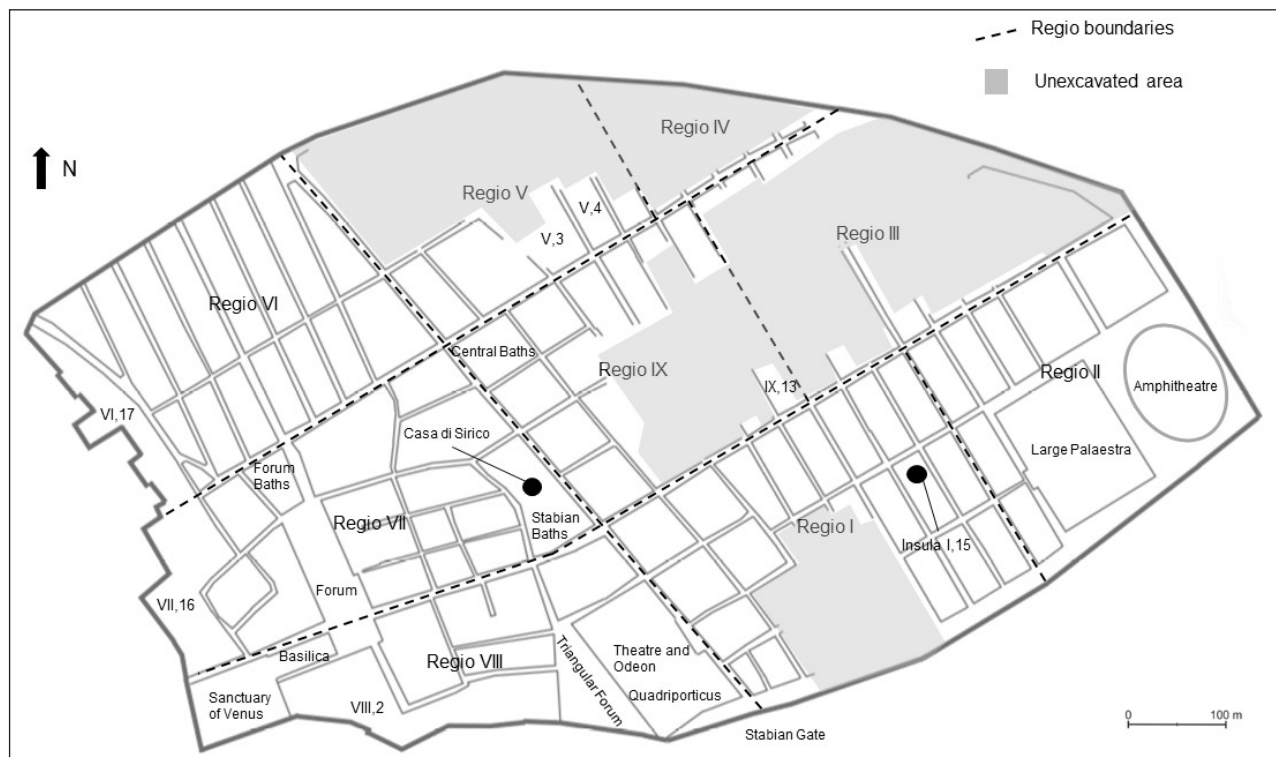 Regio boundaries
Unexcavated area
N
Regio IV
Regio V
V,4
V,3
Regio III
Regio VI
Central Baths
Regio IX
IX,13
Regio II
Amphitheatre
VI,17
Casa di Sirico
Large Palaestra
Forum
Baths
Regio VII
Stabian
Baths
Regio I
Insula I,15
VII,16
Forum
Basilica
Regio VIII
Triangular Forum
Theatre and
Odeon
Quadriporticus
Sanctuary
of Venus
VIII,2
Stabian Gate
0 100 m